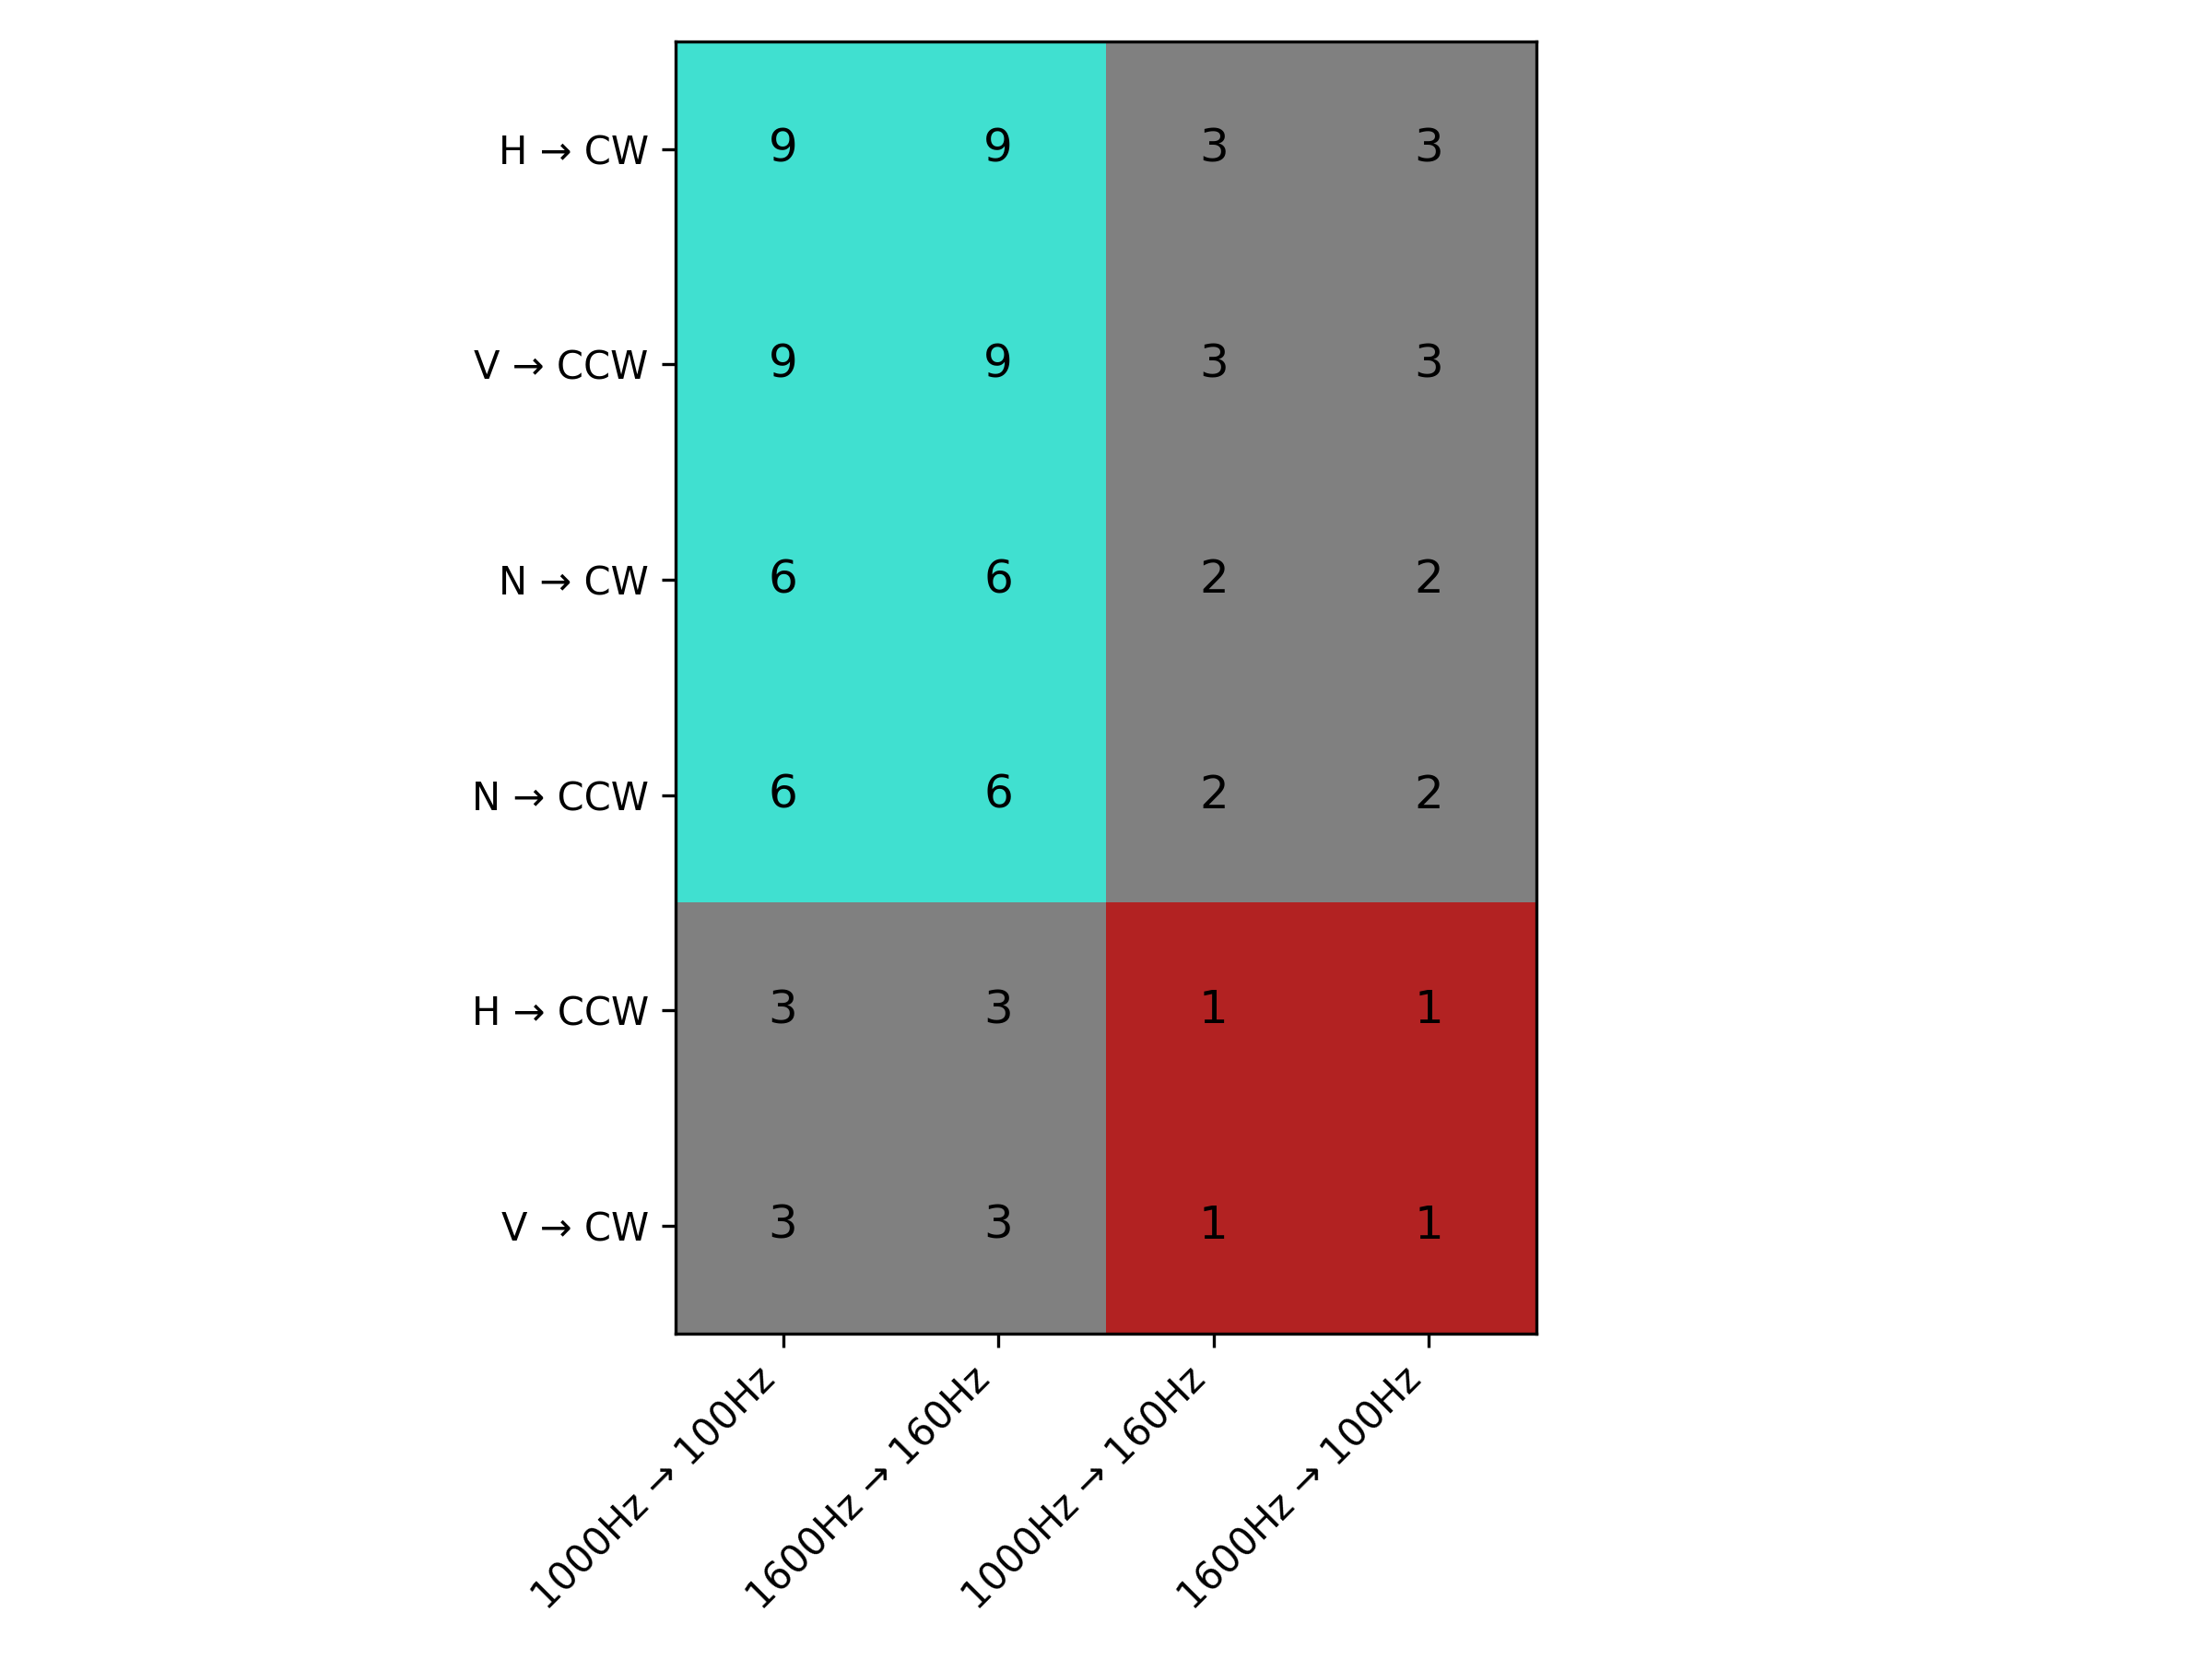 H → CW 9 9 3 3
V → CCW 9 9 3 3
N → CW 6 6 2 2
N → CCW 6 6 2 2
H → CCW 3 3 1 1
V → CW 3 3 1 1
1000Hz → 100Hz
1600Hz → 160Hz
1000Hz → 160Hz
1600Hz → 100Hz